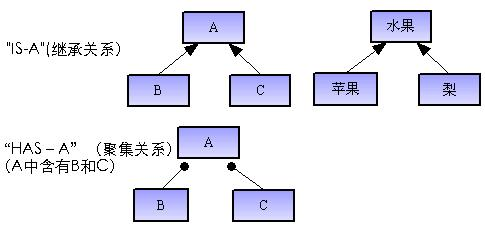 A
水果
"IS-A"(继承关系)
B
C
苹果
梨
A
“HAS – A” （聚集关系)
(A中含有B和C)
B
C